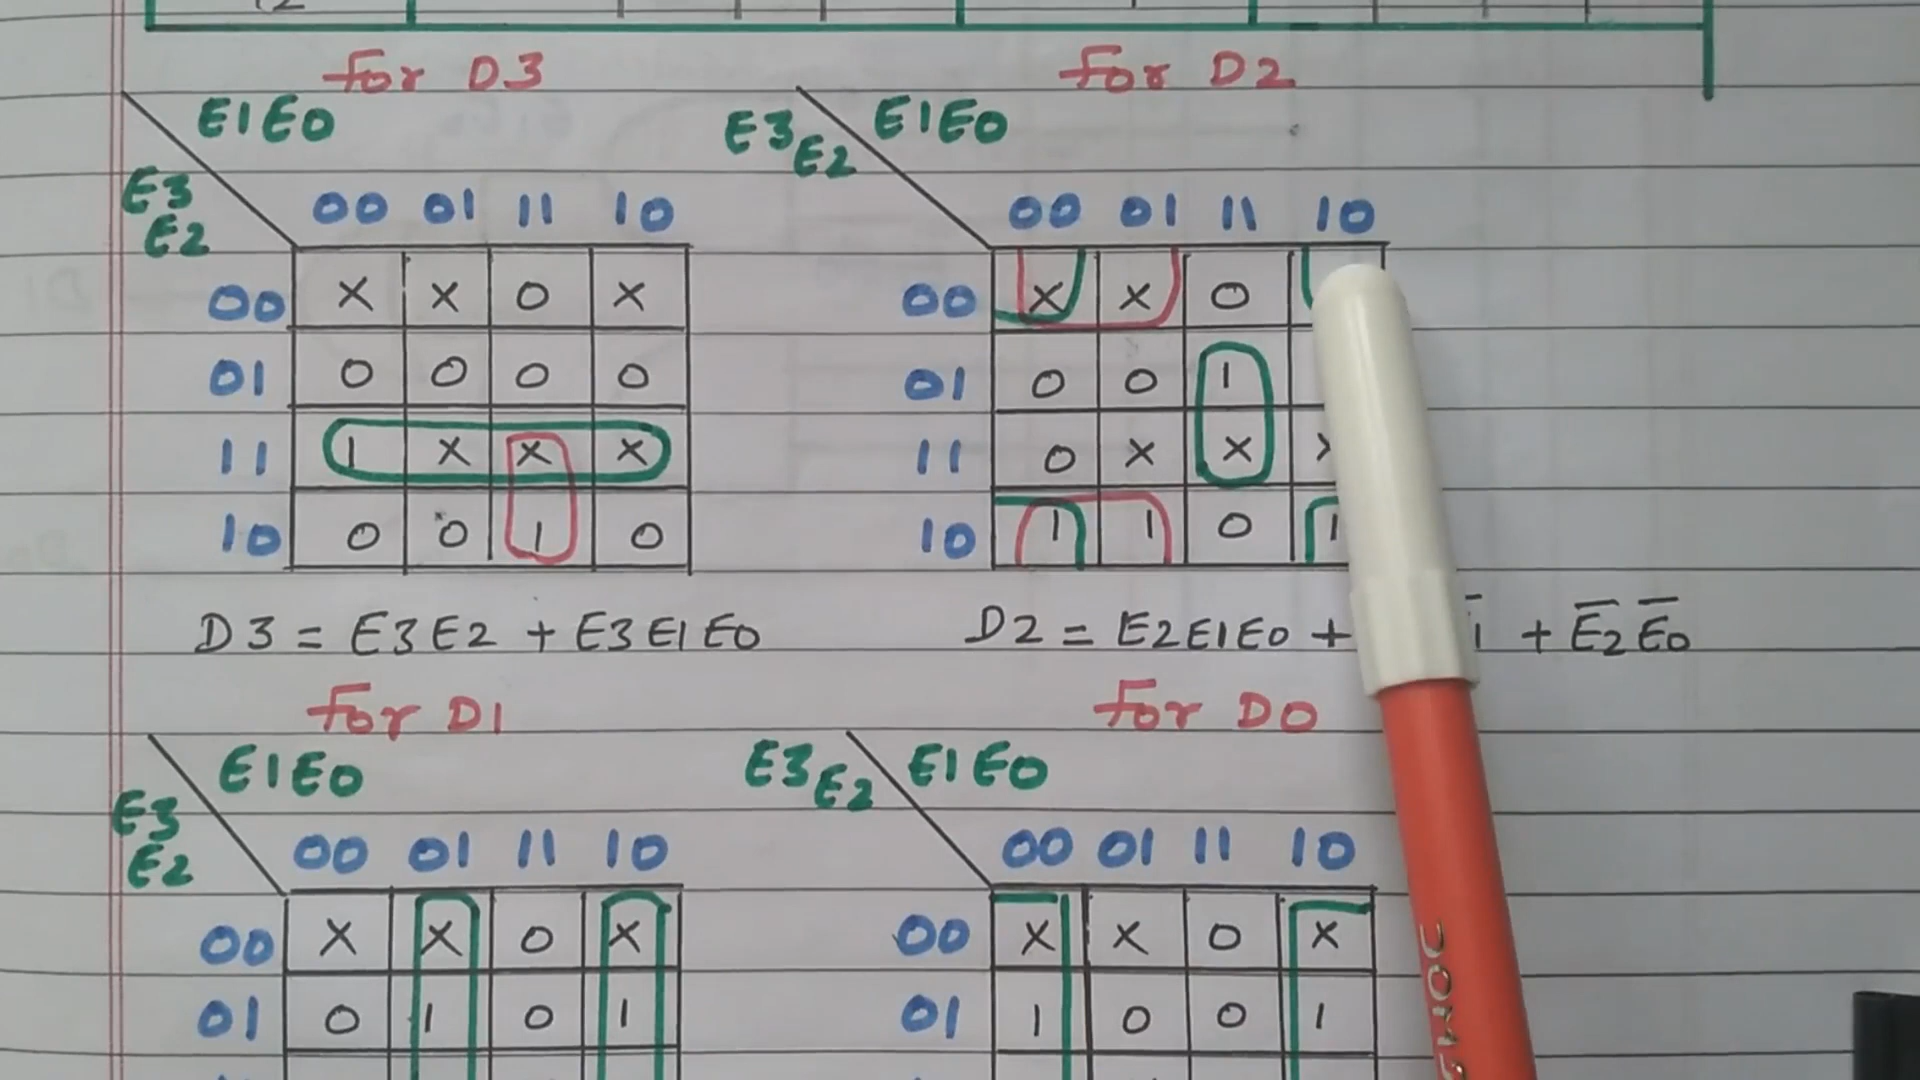 for D3 for D2
E1E0 E3E2 E1E0
E3
E2
00 01 11 10 00 01 11 10
00 X X 0 X 00 X X 0
01 0 0 0 0 01 0 0 1
11 1 X X X 11 0 X X X
10 0 0 1 0 10 1 1 0 1
D3 = E3E2 + E3E1E0 D2 = E2E1E0 + + E̅2E̅0
for D1 for D0
E1E0 E3E2 E1E0
E3
E2
00 01 11 10 00 01 11 10
00 X X 0 X 00 X X 0 X
01 0 1 0 1 01 1 0 0 1
DOMS